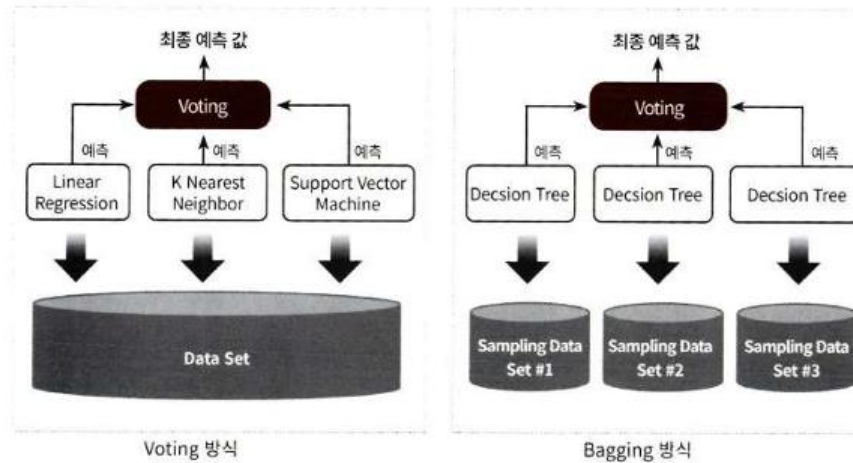 최종 예측 값
Voting
예측
예측
예측
Linear
Regression
K Nearest
Neighbor
Support Vector
Machine
Data Set
Voting 방식
최종 예측 값
Voting
예측
예측
예측
Decsion Tree
Decsion Tree
Decsion Tree
Sampling Data
Set #1
Sampling Data
Set #2
Sampling Data
Set #3
Bagging 방식